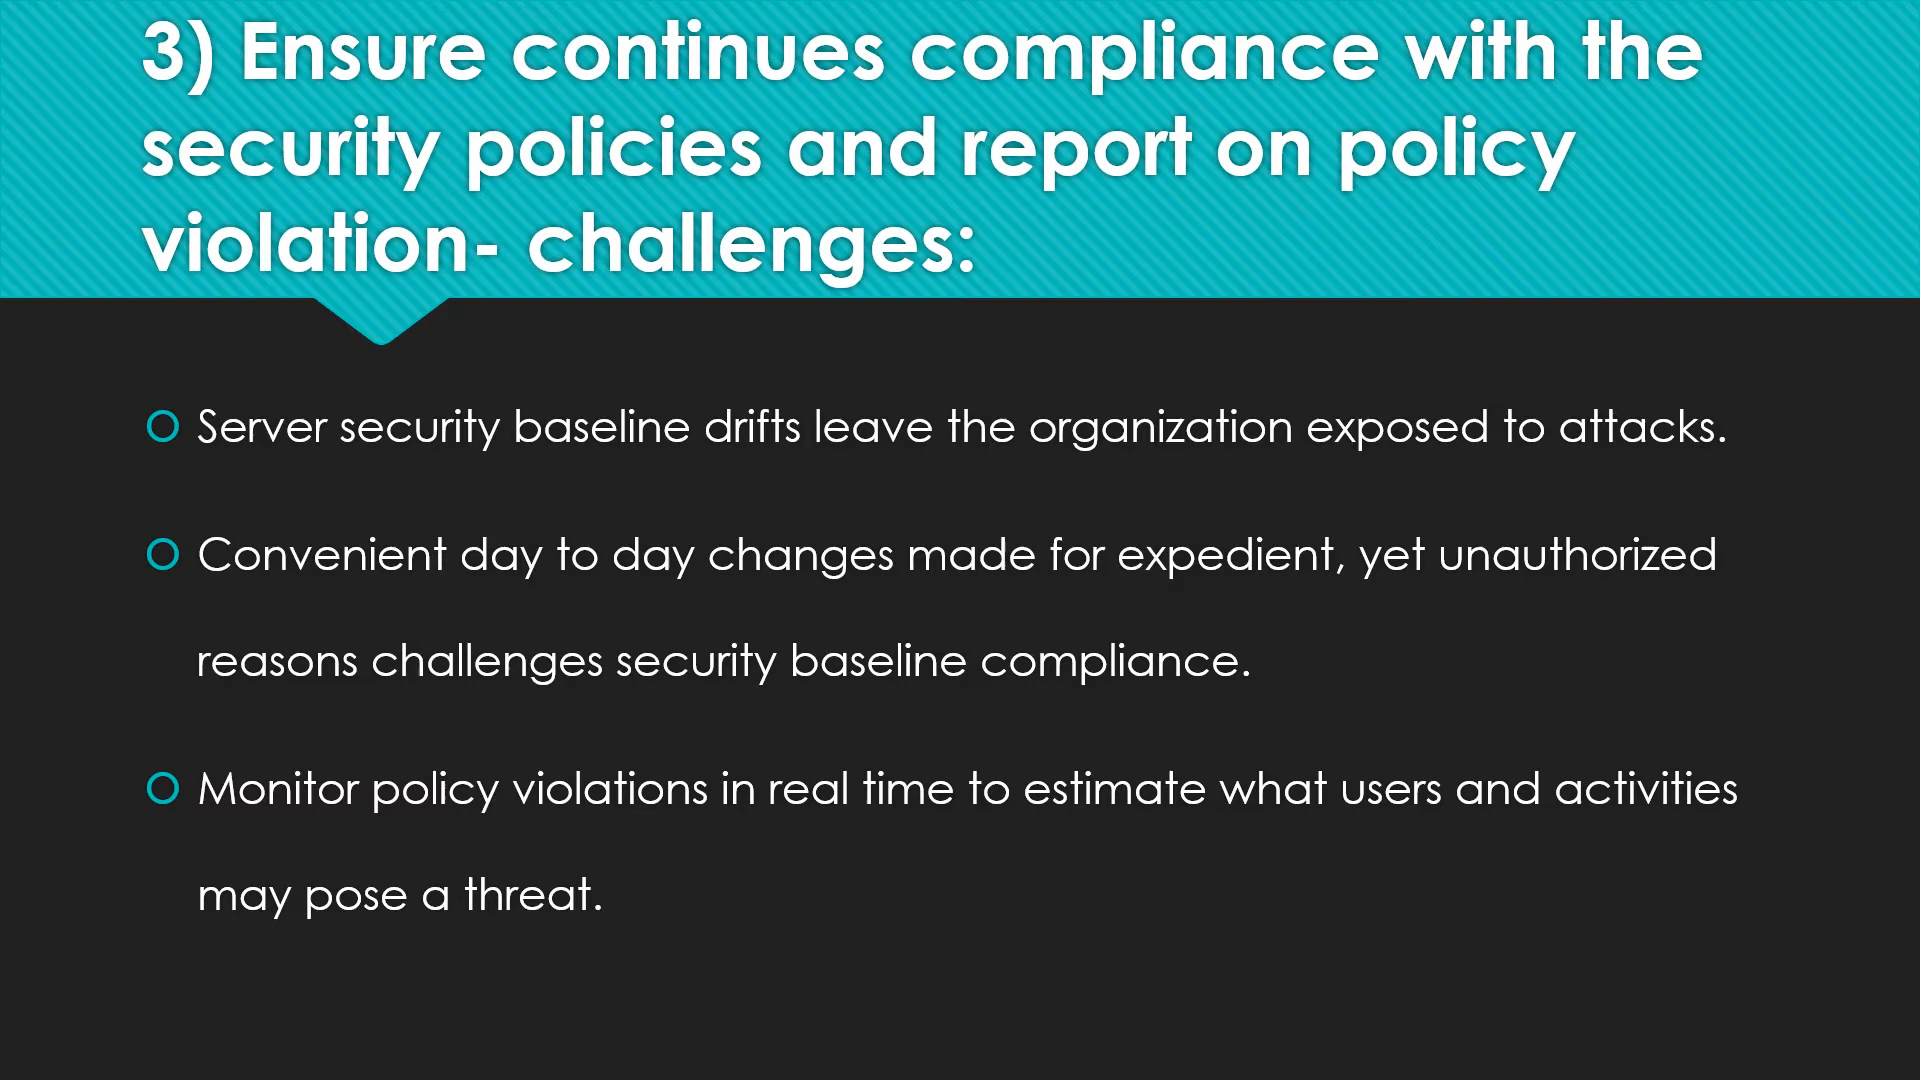 3) Ensure continues compliance with the
security policies and report on policy
violation- challenges:
Server security baseline drifts leave the organization exposed to attacks.
Convenient day to day changes made for expedient, yet unauthorized
reasons challenges security baseline compliance.
Monitor policy violations in real time to estimate what users and activities
may pose a threat.